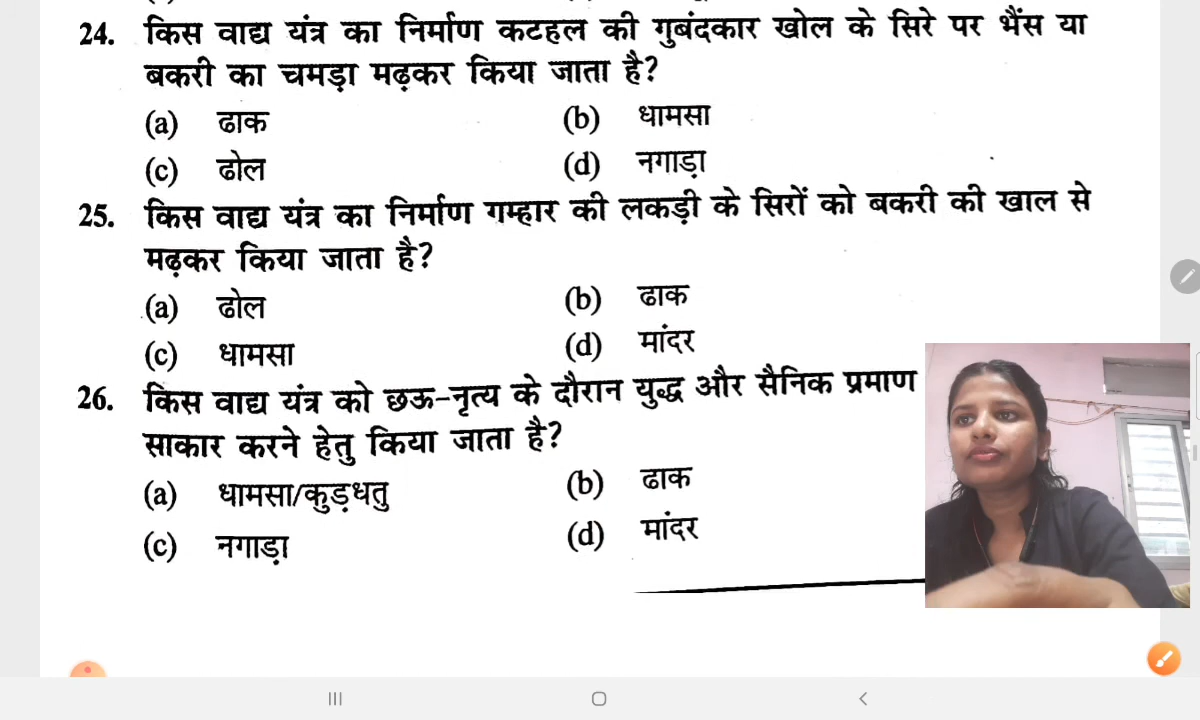 24. किस वाद्य यंत्र का निर्माण कटहल की गुबंदकार खोल के सिरे पर भैंस या
बकरी का चमड़ा मढ़कर किया जाता है?
(a) ढाक (b) धामसा
(c) ढोल (d) नगाड़ा
25. किस वाद्य यंत्र का निर्माण गम्हार की लकड़ी के सिरों को बकरी की खाल से
मढ़कर किया जाता है?
(a) ढोल (b) ढाक
(c) धामसा (d) मांदर
26. किस वाद्य यंत्र को छऊ-नृत्य के दौरान युद्ध और सैनिक प्रमाण
साकार करने हेतु किया जाता है?
(a) धामसा/कुड़धतु (b) ढाक
(c) नगाड़ा (d) मांदर